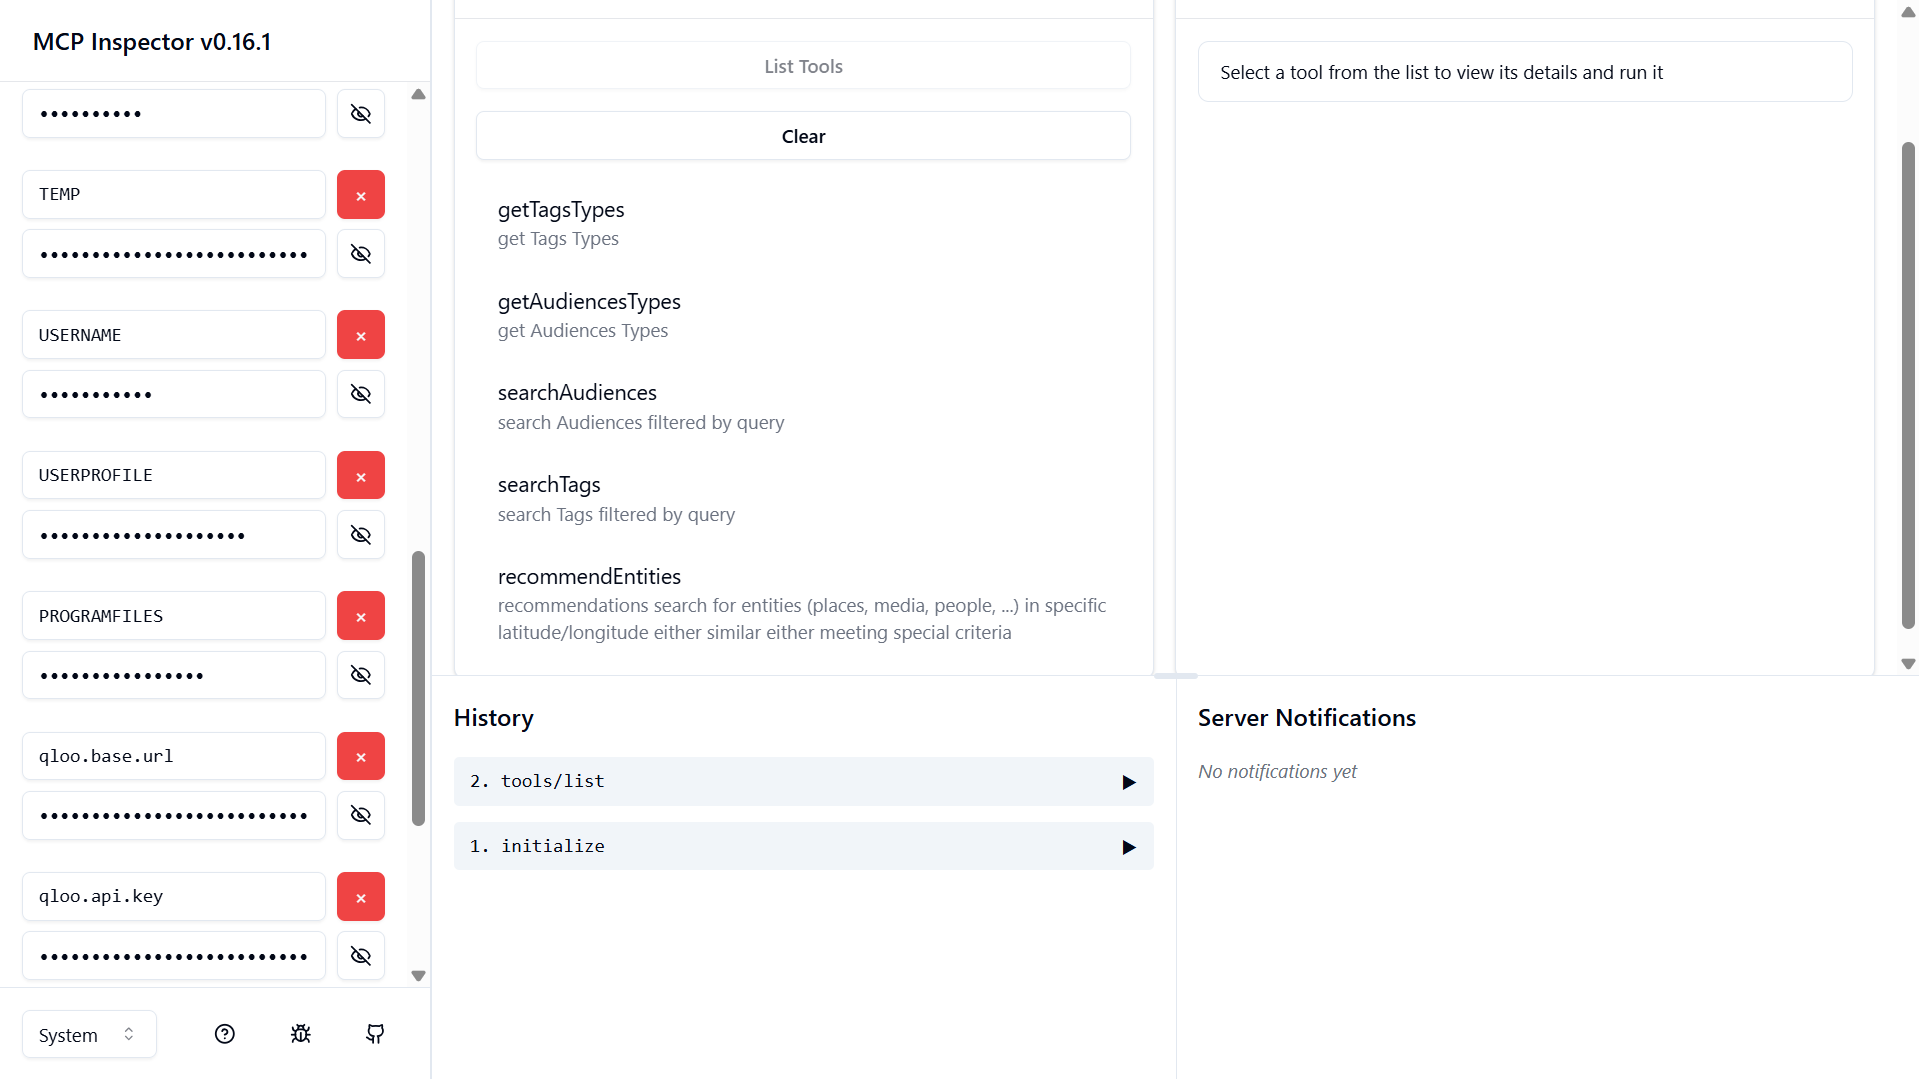 MCP Inspector v0.16.1
••••••••••
TEMP
×
••••••••••••••••••••••••••
USERNAME
×
•••••••••••
USERPROFILE
×
••••••••••••••••••••
PROGRAMFILES
×
••••••••••••••••
qloo.base.url
×
••••••••••••••••••••••••••
qloo.api.key
×
••••••••••••••••••••••••••
System
List Tools
Clear
getTagsTypes
get Tags Types
getAudiencesTypes
get Audiences Types
searchAudiences
search Audiences filtered by query
searchTags
search Tags filtered by query
recommendEntities
recommendations search for entities (places, media, people, ...) in specific
latitude/longitude either similar either meeting special criteria
Select a tool from the list to view its details and run it
History
2. tools/list
1. initialize
Server Notifications
No notifications yet